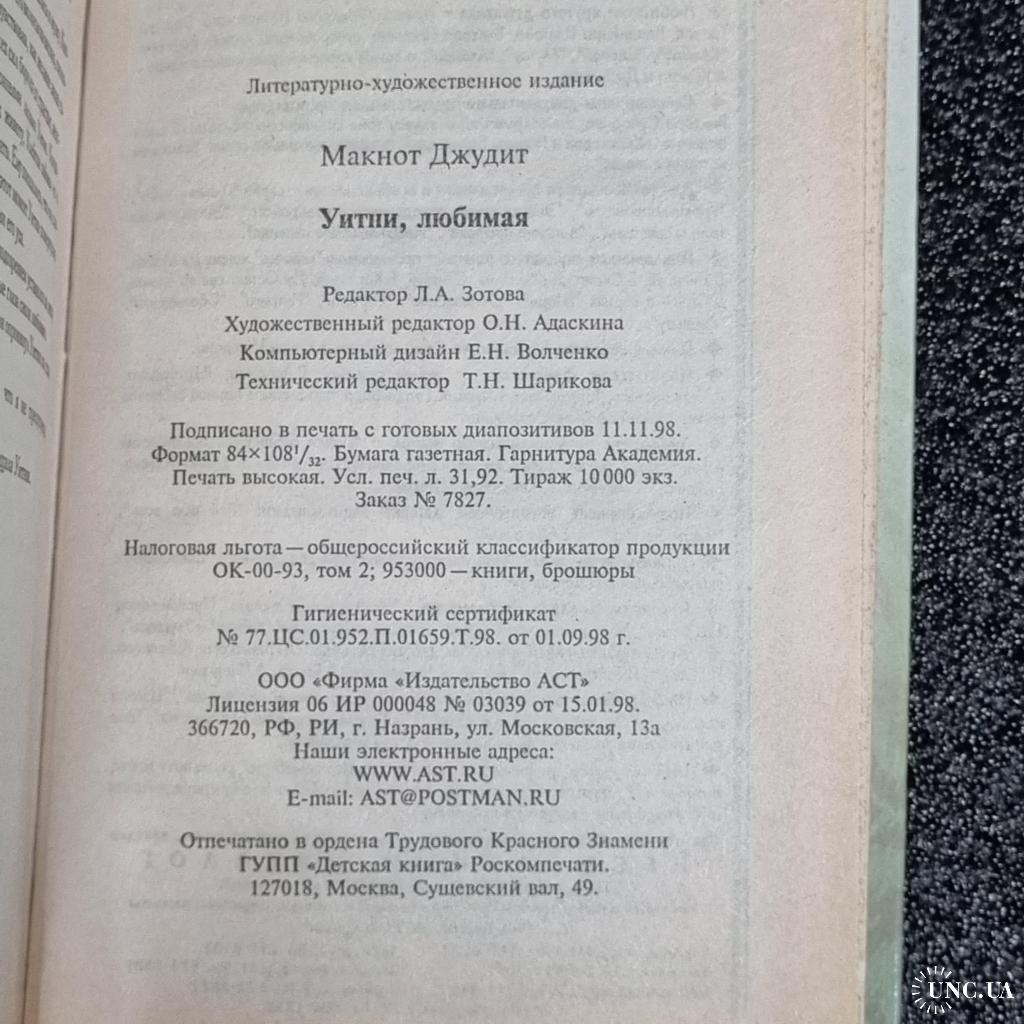 Литературно-художественное издание
Макнот Джудит
Уитни, любимая
Редактор Л.А. Зотова
Художественный редактор О.Н. Адаскина
Компьютерный дизайн Е.Н. Волченко
Технический редактор Т.Н. Шарикова
Подписано в печать с готовых диапозитивов 11.11.98.
Формат 84×108¹/₃₂. Бумага газетная. Гарнитура Академия.
Печать высокая. Усл. печ. л. 31,92. Тираж 10 000 экз.
Заказ № 7827.
Налоговая льгота — общероссийский классификатор продукции
ОК-00-93, том 2; 953000 — книги, брошюры
Гигиенический сертификат
№ 77.ЦС.01.952.П.01659.Т.98. от 01.09.98 г.
ООО «Фирма «Издательство АСТ»
Лицензия 06 ИР 000048 № 03039 от 15.01.98.
366720, РФ, РИ, г. Назрань, ул. Московская, 13а
Наши электронные адреса:
WWW.AST.RU
E-mail: AST@POSTMAN.RU
Отпечатано в ордена Трудового Красного Знамени
ГУПП «Детская книга» Роскомпечати.
127018, Москва, Сущевский вал, 49.
UNC.UA